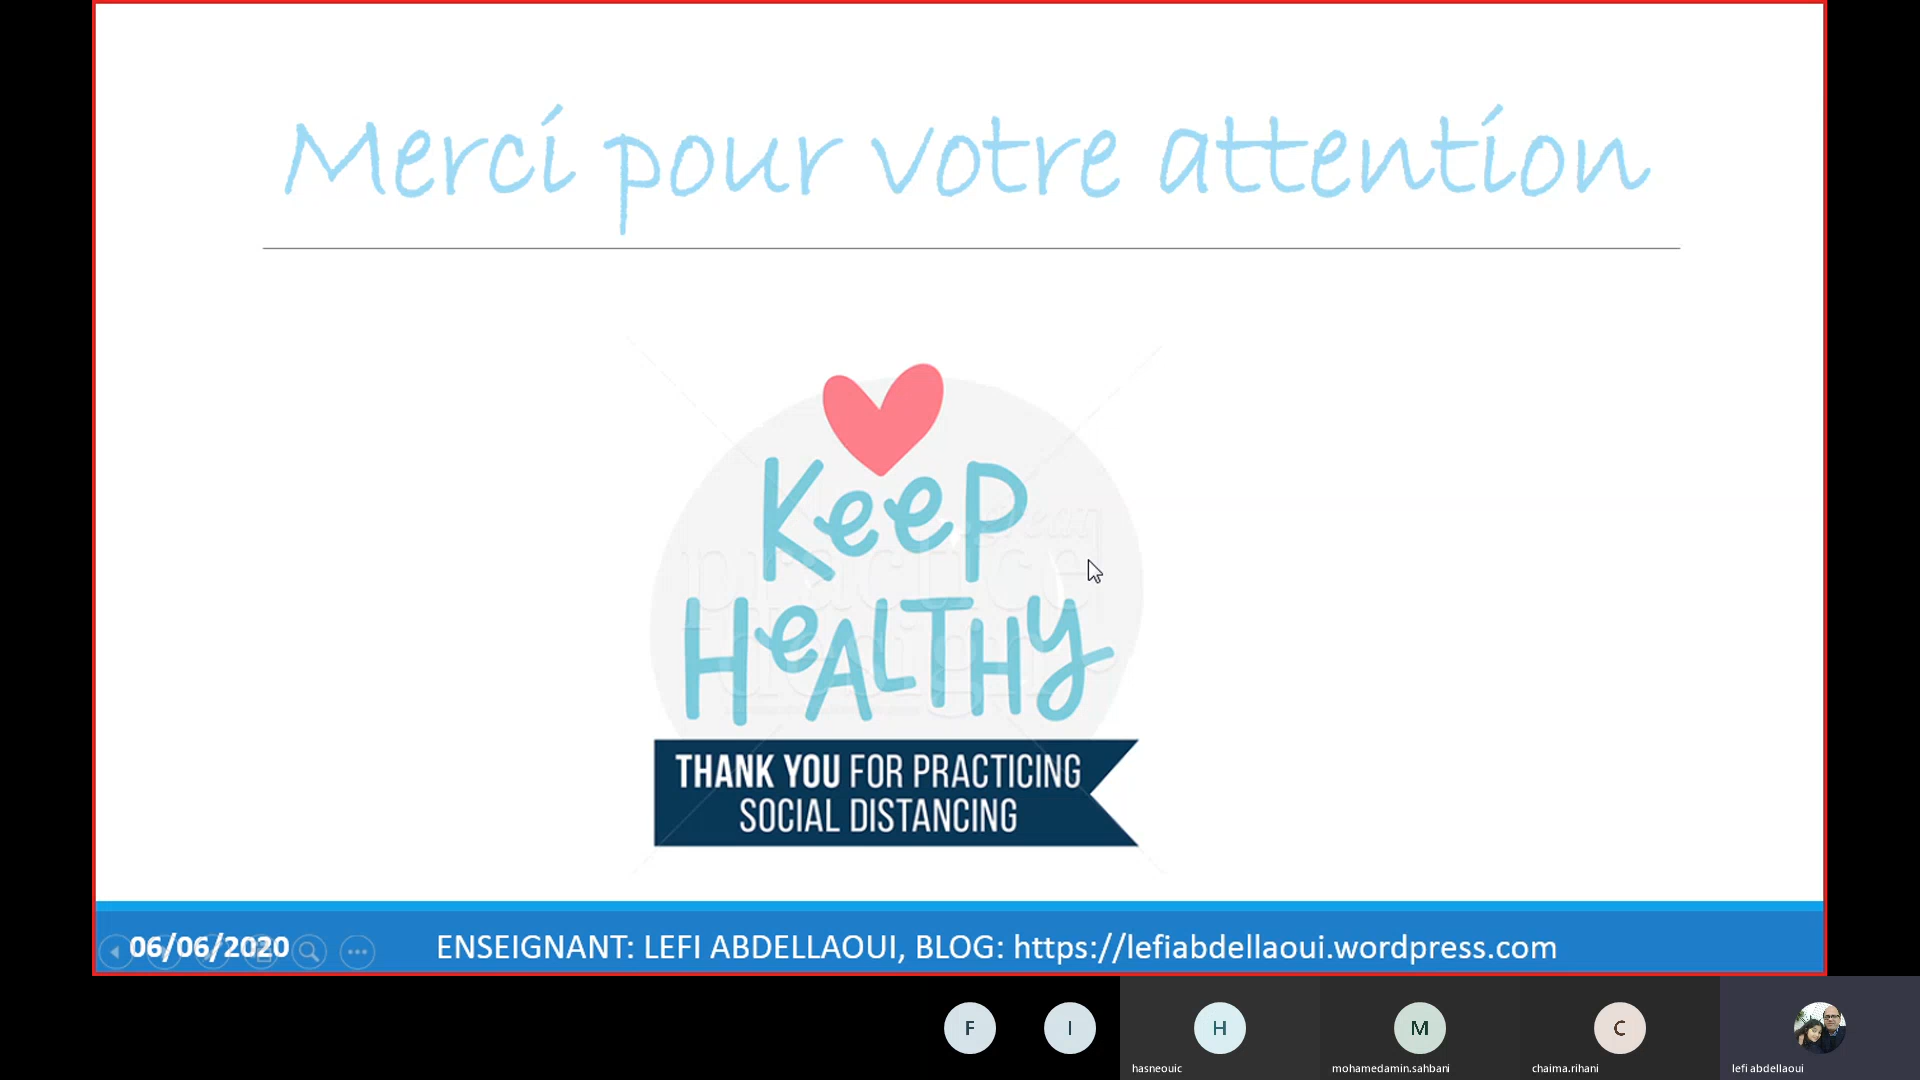 Merci pour votre attention
Keep
HeALTHy
THANK YOU FOR PRACTICING
SOCIAL DISTANCING
06/06/2020
ENSEIGNANT: LEFI ABDELLAOUI, BLOG: https://lefiabdellaoui.wordpress.com
F
I
H
M
C
hasneouic
mohamedamin.sahbani
chaima.rihani
lefi abdellaoui